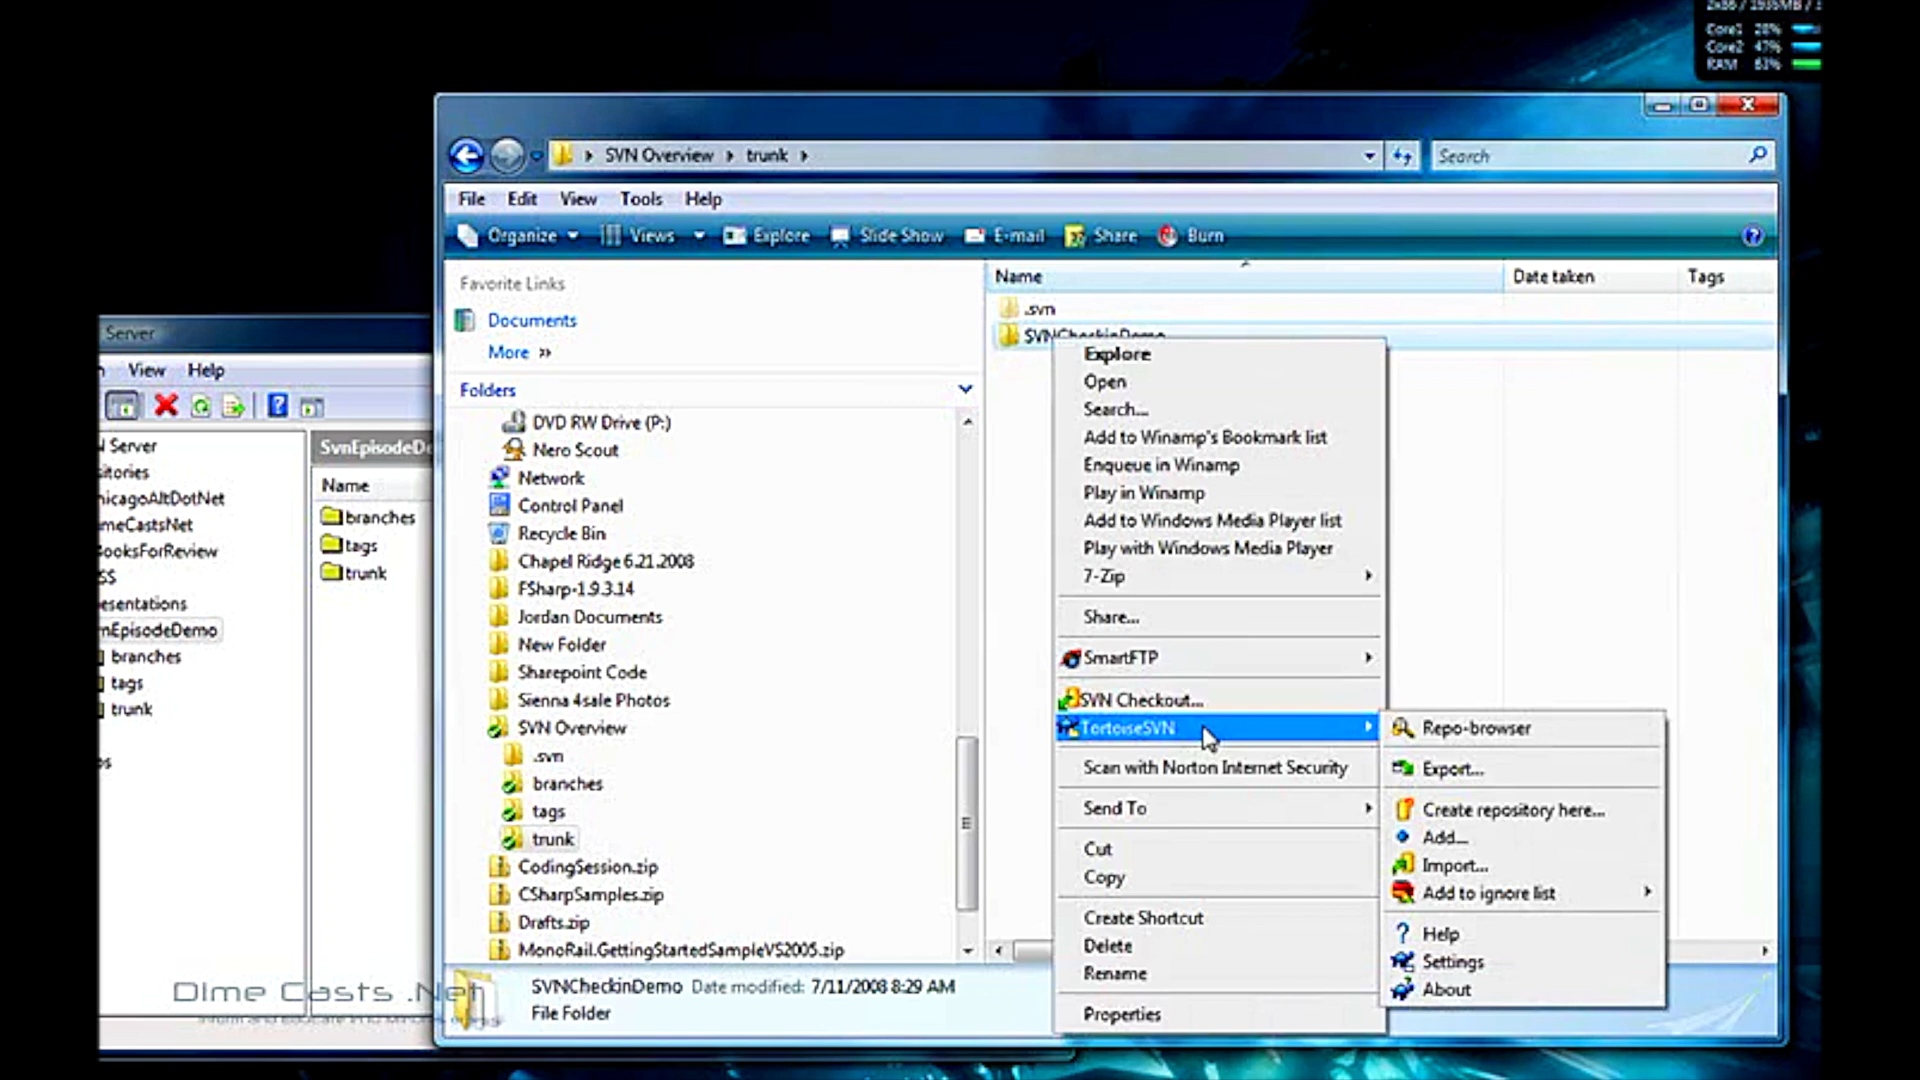 Core1 28%
Core2 47%
RAM 63%
SVN Overview trunk
Search
File Edit View Tools Help
Organize Views Explore Slide Show E-mail Share Burn
Favorite Links
Documents
More »
Folders
DVD RW Drive (P:)
Nero Scout
Network
Control Panel
Recycle Bin
Chapel Ridge 6.21.2008
FSharp-1.9.3.14
Jordan Documents
New Folder
Sharepoint Code
Sienna 4sale Photos
SVN Overview
.svn
branches
tags
trunk
CodingSession.zip
CSharpSamples.zip
Drafts.zip
MonoRail.GettingStartedSampleVS2005.zip
Name Date taken Tags
.svn
SVNCheckinDemo
Explore
Open
Search...
Add to Winamp's Bookmark list
Enqueue in Winamp
Play in Winamp
Add to Windows Media Player list
Play with Windows Media Player
7-Zip
Share...
SmartFTP
SVN Checkout...
TortoiseSVN
Scan with Norton Internet Security
Send To
Cut
Copy
Create Shortcut
Delete
Rename
Properties
Repo-browser
Export...
Create repository here...
Add...
Import...
Add to ignore list
Help
Settings
About
SVNCheckinDemo Date modified: 7/11/2008 8:29 AM
File Folder
Server
View Help
Server
sitories
hicagoAltDotNet
meCastsNet
ooksForReview
SS
esentations
nEpisodeDemo
branches
tags
trunk
SvnEpisodeDe
Name
branches
tags
trunk
Dime Casts .Net